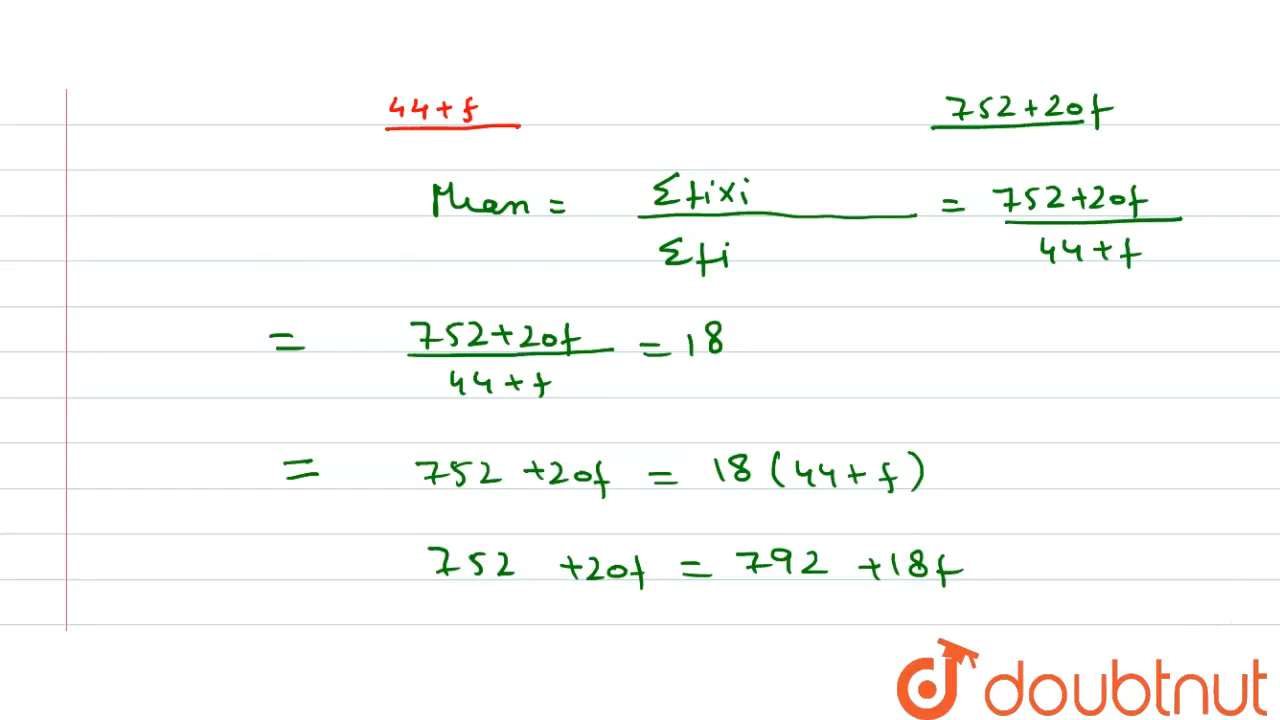 44+f 752+20f
Mean = Σfixi / Σfi = 752+20f / 44+f
= 752+20f / 44+f = 18
= 752 +20f = 18(44+f)
752 +20f = 792 +18f
doubtnut